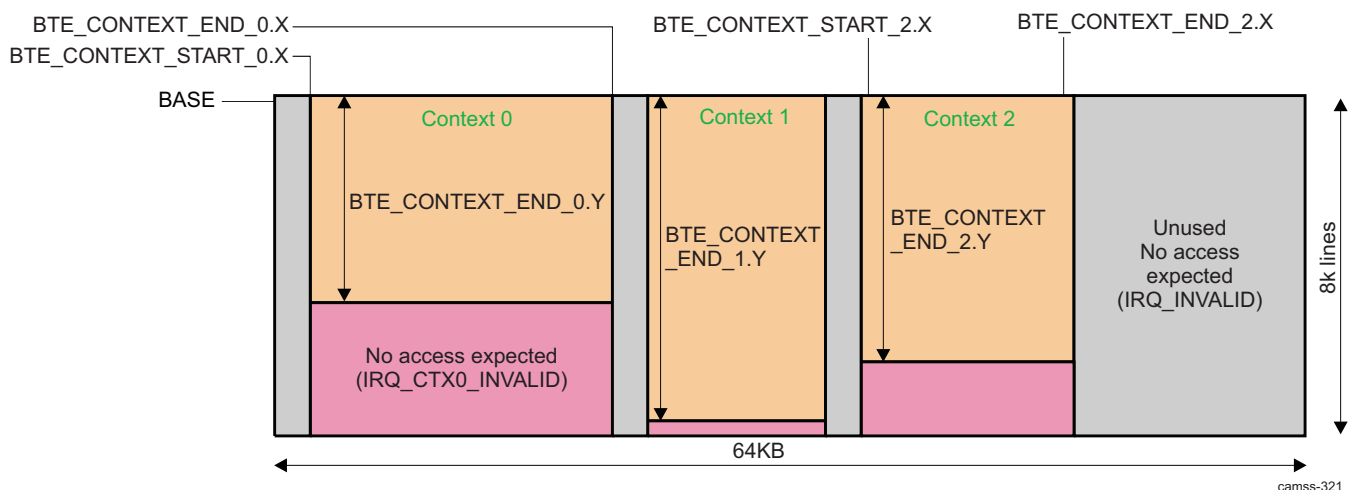 BTE_CONTEXT_END_0.X
BTE_CONTEXT_START_2.X
BTE_CONTEXT_END_2.X
BTE_CONTEXT_START_0.X
BASE
Context 0
Context 1
Context 2
BTE_CONTEXT_END_0.Y
BTE_CONTEXT
_END_1.Y
BTE_CONTEXT
_END_2.Y
Unused
No access
expected
(IRQ_INVALID)
8k lines
No access expected
(IRQ_CTX0_INVALID)
64KB
camss-321